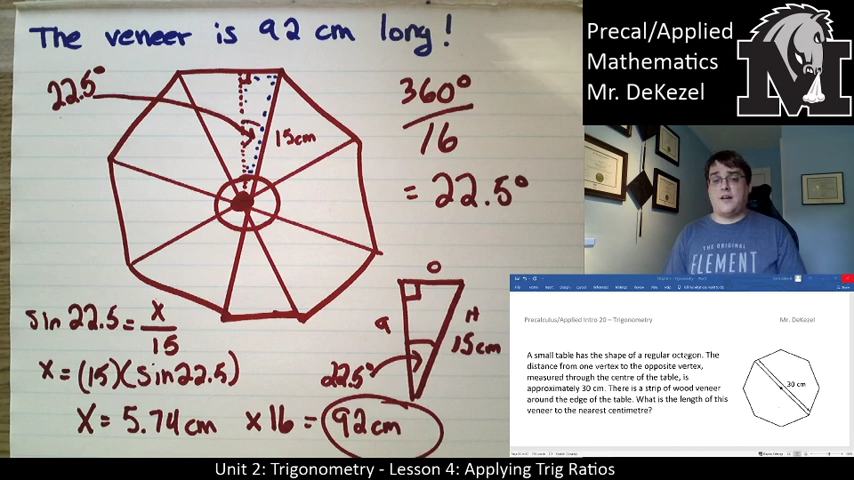 The veneer is 92 cm long!
22.5°
15cm
360°
16
= 22.5°
sin 22.5 = x
15
x = (15)(sin22.5)
x = 5.74 cm x 16 = 92 cm
O
a
H
15cm
22.5°
Precal/Applied
Mathematics
Mr. DeKezel
M
THE ORIGINAL
ELEMENT
Precalculus/Applied Intro 20 – Trigonometry
Mr. DeKezel
A small table has the shape of a regular octegon. The
distance from one vertex to the opposite vertex,
measured through the centre of the table, is
approximately 30 cm. There is a strip of wood veneer
around the edge of the table. What is the length of this
veneer to the nearest centimetre?
30 cm
Unit 2: Trigonometry - Lesson 4: Applying Trig Ratios